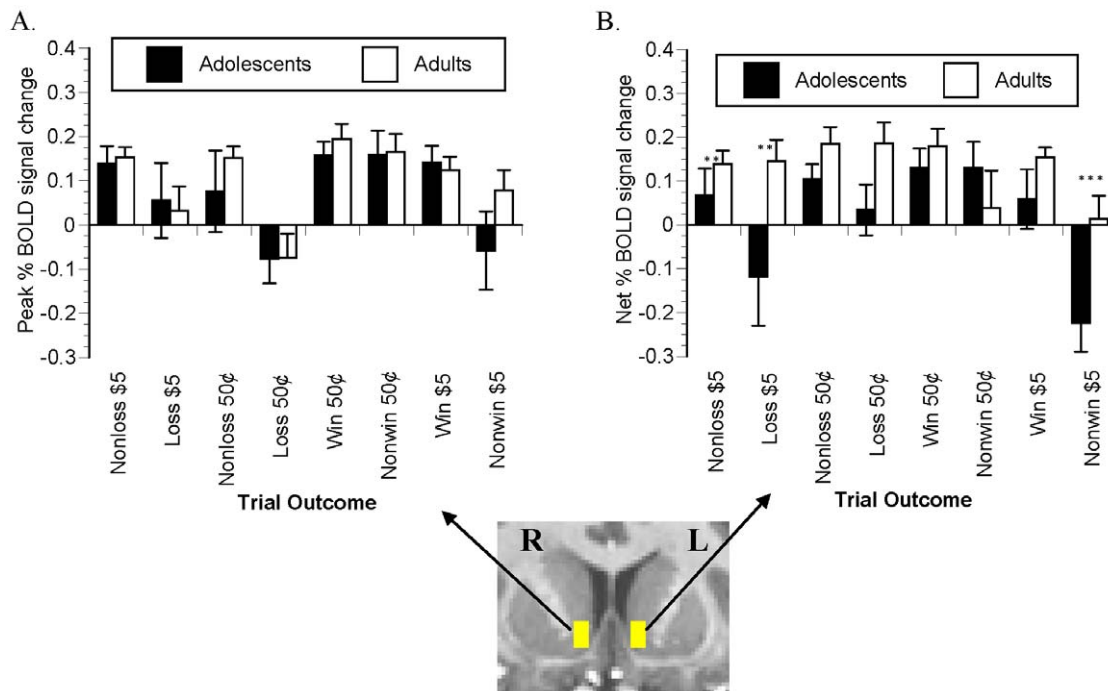 A.
0.4
0.3
0.2
0.1
0
-0.1
-0.2
-0.3
Peak % BOLD signal change
Adolescents Adults
Nonloss $5
Loss $5
Nonloss 50¢
Loss 50¢
Win 50¢
Nonwin 50¢
Win $5
Nonwin $5
Trial Outcome
B.
0.4
0.3
0.2
0.1
0
-0.1
-0.2
-0.3
Net % BOLD signal change
Adolescents Adults
**
**
***
Nonloss $5
Loss $5
Nonloss 50¢
Loss 50¢
Win 50¢
Nonwin 50¢
Win $5
Nonwin $5
Trial Outcome
R L